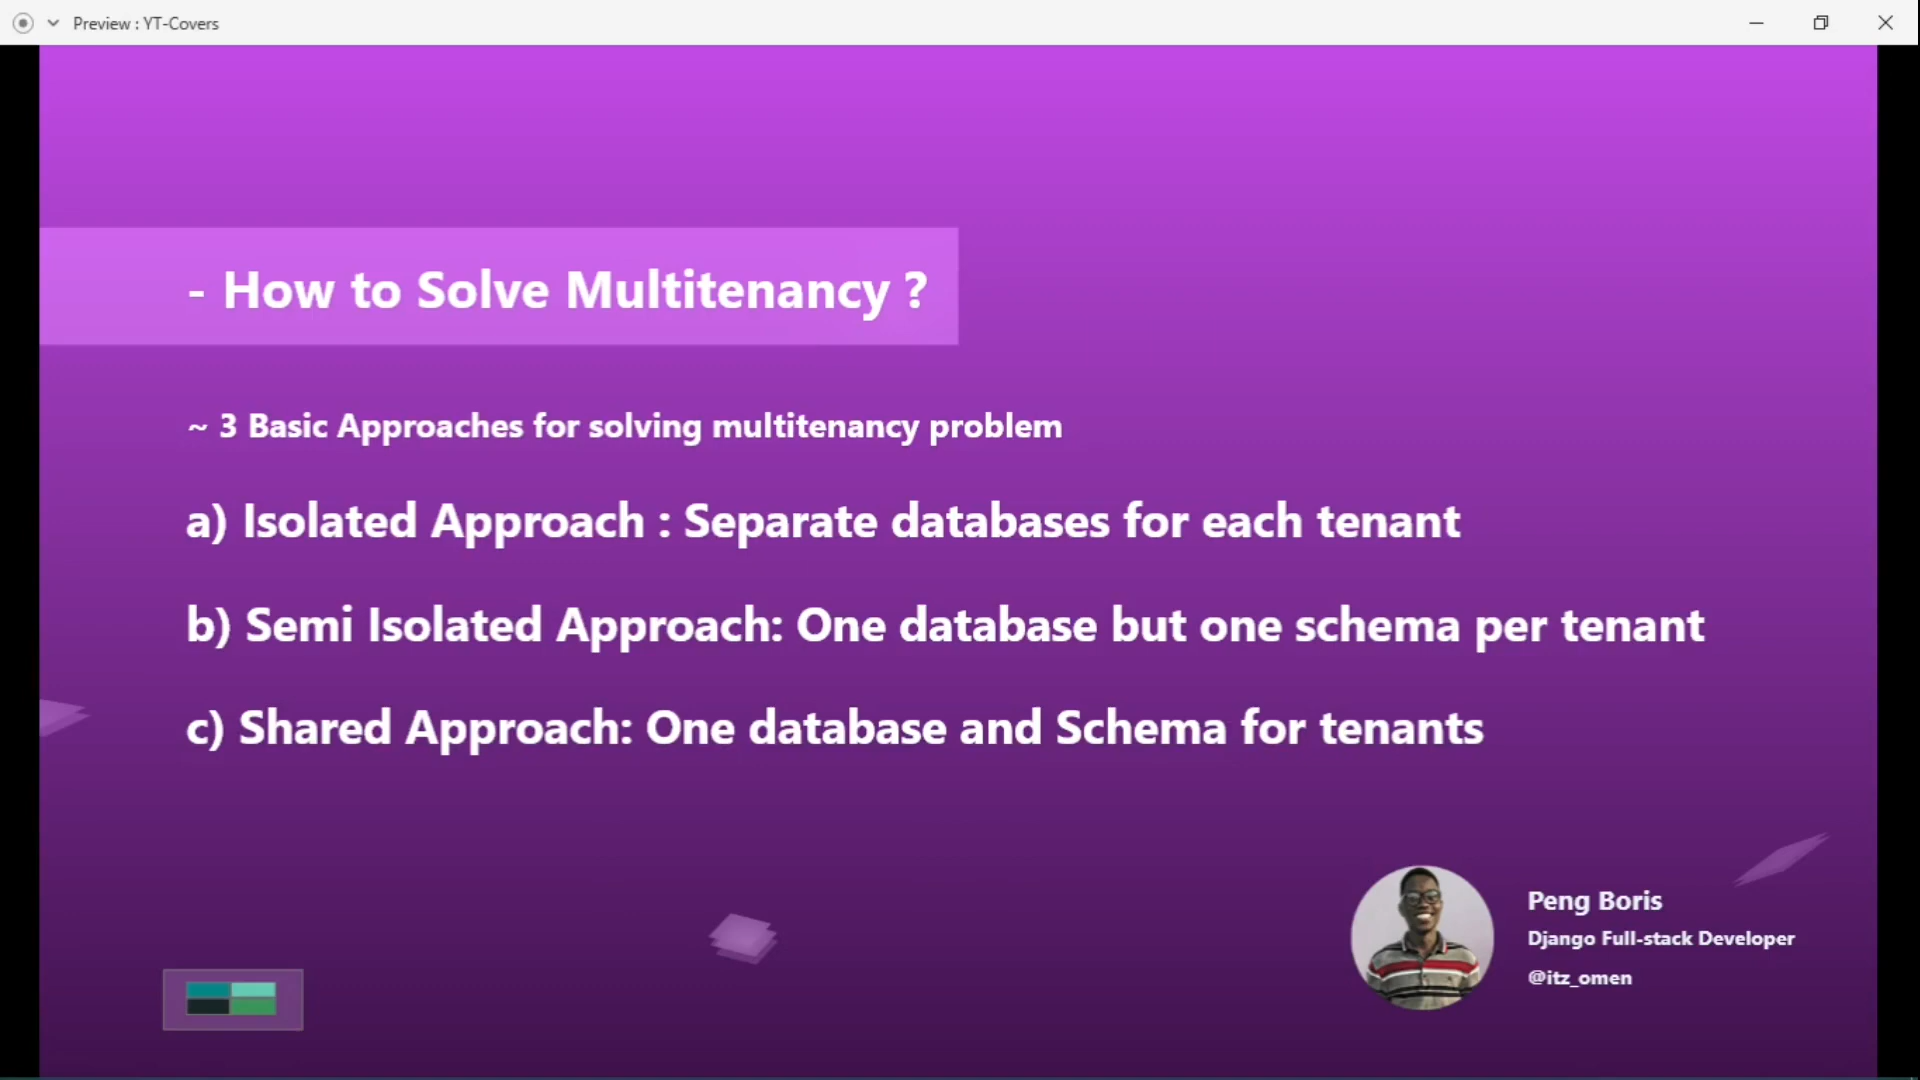 Preview : YT-Covers
- How to Solve Multitenancy ?
~ 3 Basic Approaches for solving multitenancy problem
a) Isolated Approach : Separate databases for each tenant
b) Semi Isolated Approach: One database but one schema per tenant
c) Shared Approach: One database and Schema for tenants
Peng Boris
Django Full-stack Developer
@itz_omen